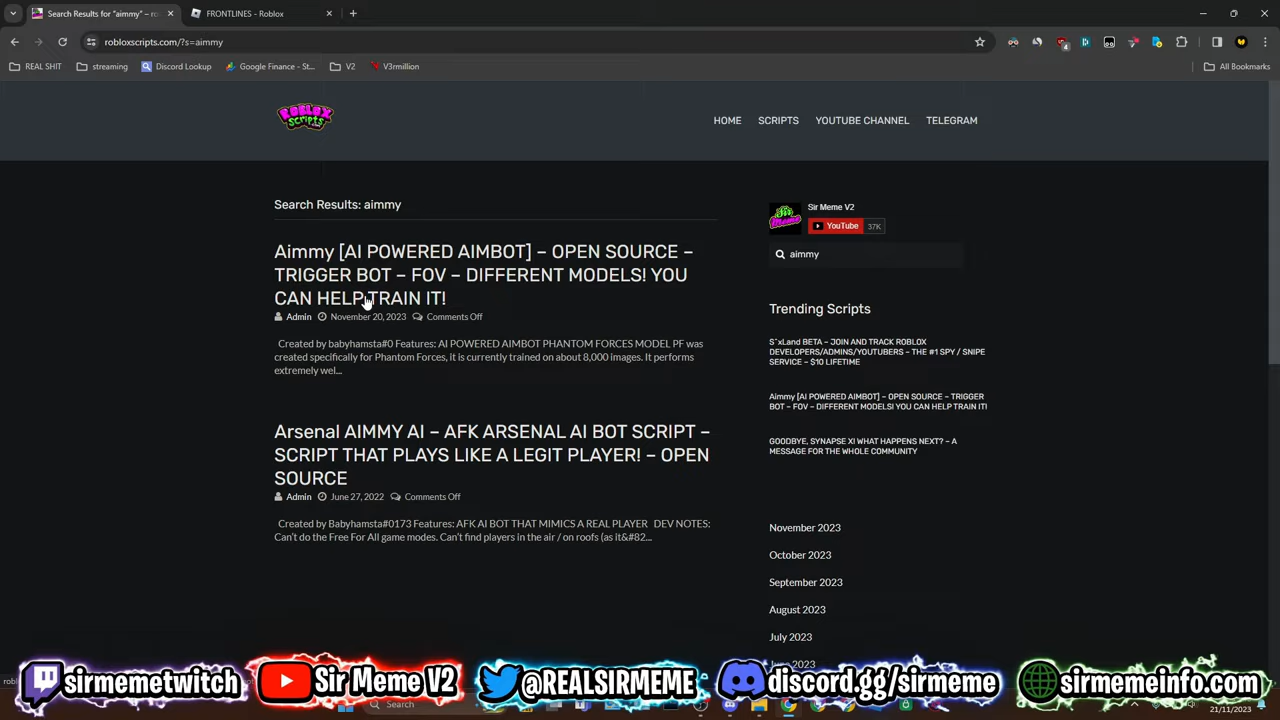 Search Results for "aimmy" – ro
FRONTLINES - Roblox
robloxscripts.com/?s=aimmy
4
REAL SHIT
streaming
Discord Lookup
Google Finance - St...
V2
V3rmillion
All Bookmarks
ROBLOX
Scripts
HOME
SCRIPTS
YOUTUBE CHANNEL
TELEGRAM
Search Results: aimmy
Aimmy [AI POWERED AIMBOT] – OPEN SOURCE –
TRIGGER BOT – FOV – DIFFERENT MODELS! YOU
CAN HELP TRAIN IT!
Admin November 20, 2023 Comments Off
Created by babyhamsta#0 Features: AI POWERED AIMBOT PHANTOM FORCES MODEL PF was
created specifically for Phantom Forces, it is currently trained on about 8,000 images. It performs
extremely wel...
Arsenal AIMMY AI – AFK ARSENAL AI BOT SCRIPT –
SCRIPT THAT PLAYS LIKE A LEGIT PLAYER! – OPEN
SOURCE
Admin June 27, 2022 Comments Off
Created by Babyhamsta#0173 Features: AFK AI BOT THAT MIMICS A REAL PLAYER DEV NOTES:
Can't do the Free For All game modes. Can't find players in the air / on roofs (as it&#82...
Sir Meme V2
YouTube 37K
aimmy
Trending Scripts
S˜xLand BETA – JOIN AND TRACK ROBLOX
DEVELOPERS/ADMINS/YOUTUBERS – THE #1 SPY / SNIPE
SERVICE – $10 LIFETIME
Aimmy [AI POWERED AIMBOT] – OPEN SOURCE – TRIGGER
BOT – FOV – DIFFERENT MODELS! YOU CAN HELP TRAIN IT!
GOODBYE, SYNAPSE X! WHAT HAPPENS NEXT? – A
MESSAGE FOR THE WHOLE COMMUNITY
November 2023
October 2023
September 2023
August 2023
July 2023
sirmemetwitch
Sir Meme V2
@REALSIRMEME
discord.gg/sirmeme
sirmemeinfo.com
Search
21/11/2023